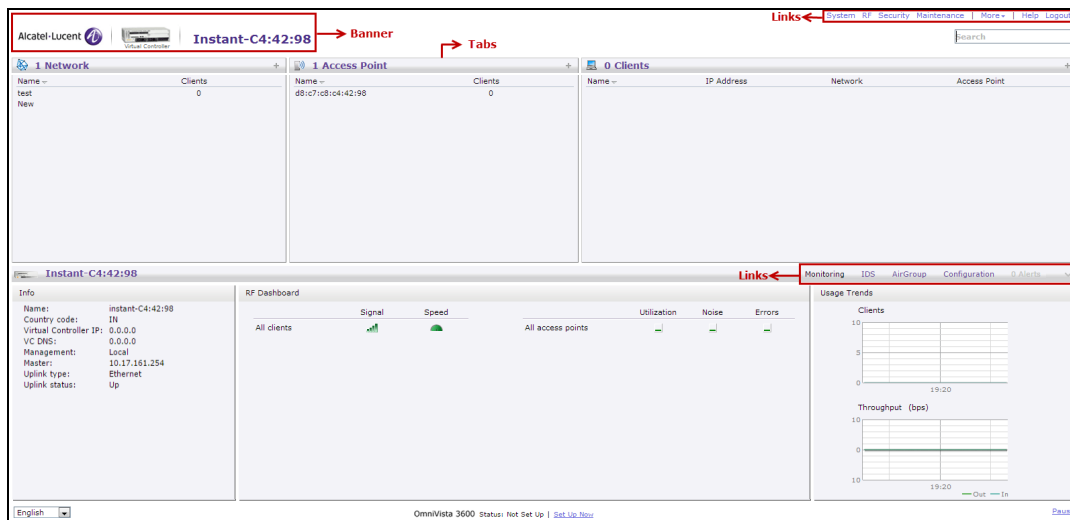 Links
System RF Security Maintenance | More | Help Logout
Alcatel·Lucent
Virtual Controller
Instant-C4:42:98
Banner
Search
Tabs
1 Network +
1 Access Point +
0 Clients +
Name Clients
test 0
New
Name Clients
d8:c7:c8:c4:42:98 0
Name IP Address Network Access Point
Instant-C4:42:98
Links
Monitoring IDS AirGroup Configuration 0 Alerts
Info
Name: instant-C4:42:98
Country code: IN
Virtual Controller IP: 0.0.0.0
VC DNS: 0.0.0.0
Management: Local
Master: 10.17.161.254
Uplink type: Ethernet
Uplink status: Up
RF Dashboard
Signal Speed
All clients
Utilization Noise Errors
All access points
Usage Trends
Clients
10
5
0
19:20
Throughput (bps)
10
0
10
19:20
Out In
English
OmniVista 3600 Status: Not Set Up | Set Up Now
Paus